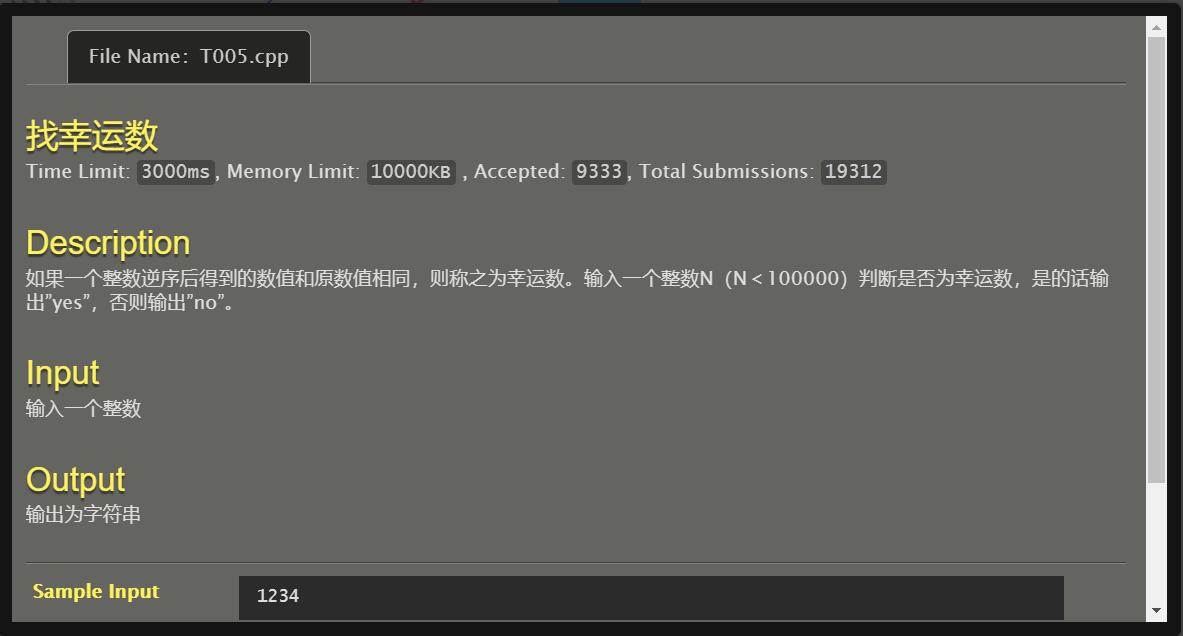 File Name：T005.cpp
找幸运数
Time Limit: 3000ms, Memory Limit: 10000KB , Accepted: 9333, Total Submissions: 19312
Description
如果一个整数逆序后得到的数值和原数值相同，则称之为幸运数。输入一个整数N（N＜100000）判断是否为幸运数，是的话输
出”yes”，否则输出”no”。
Input
输入一个整数
Output
输出为字符串
Sample Input
1234